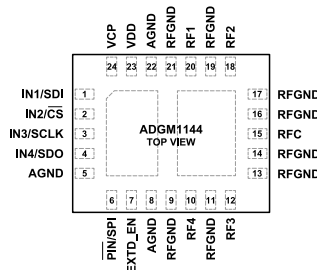 VCP VDD AGND RFGND RF1 RFGND RF2
24 23 22 21 20 19 18
IN1/SDI 1
IN2/CS 2
IN3/SCLK 3
IN4/SDO 4
AGND 5
ADGM1144
TOP VIEW
17 RFGND
16 RFGND
15 RFC
14 RFGND
13 RFGND
6 7 8 9 10 11 12
PIN/SPI EXTD_EN AGND RFGND RF4 RFGND RF3